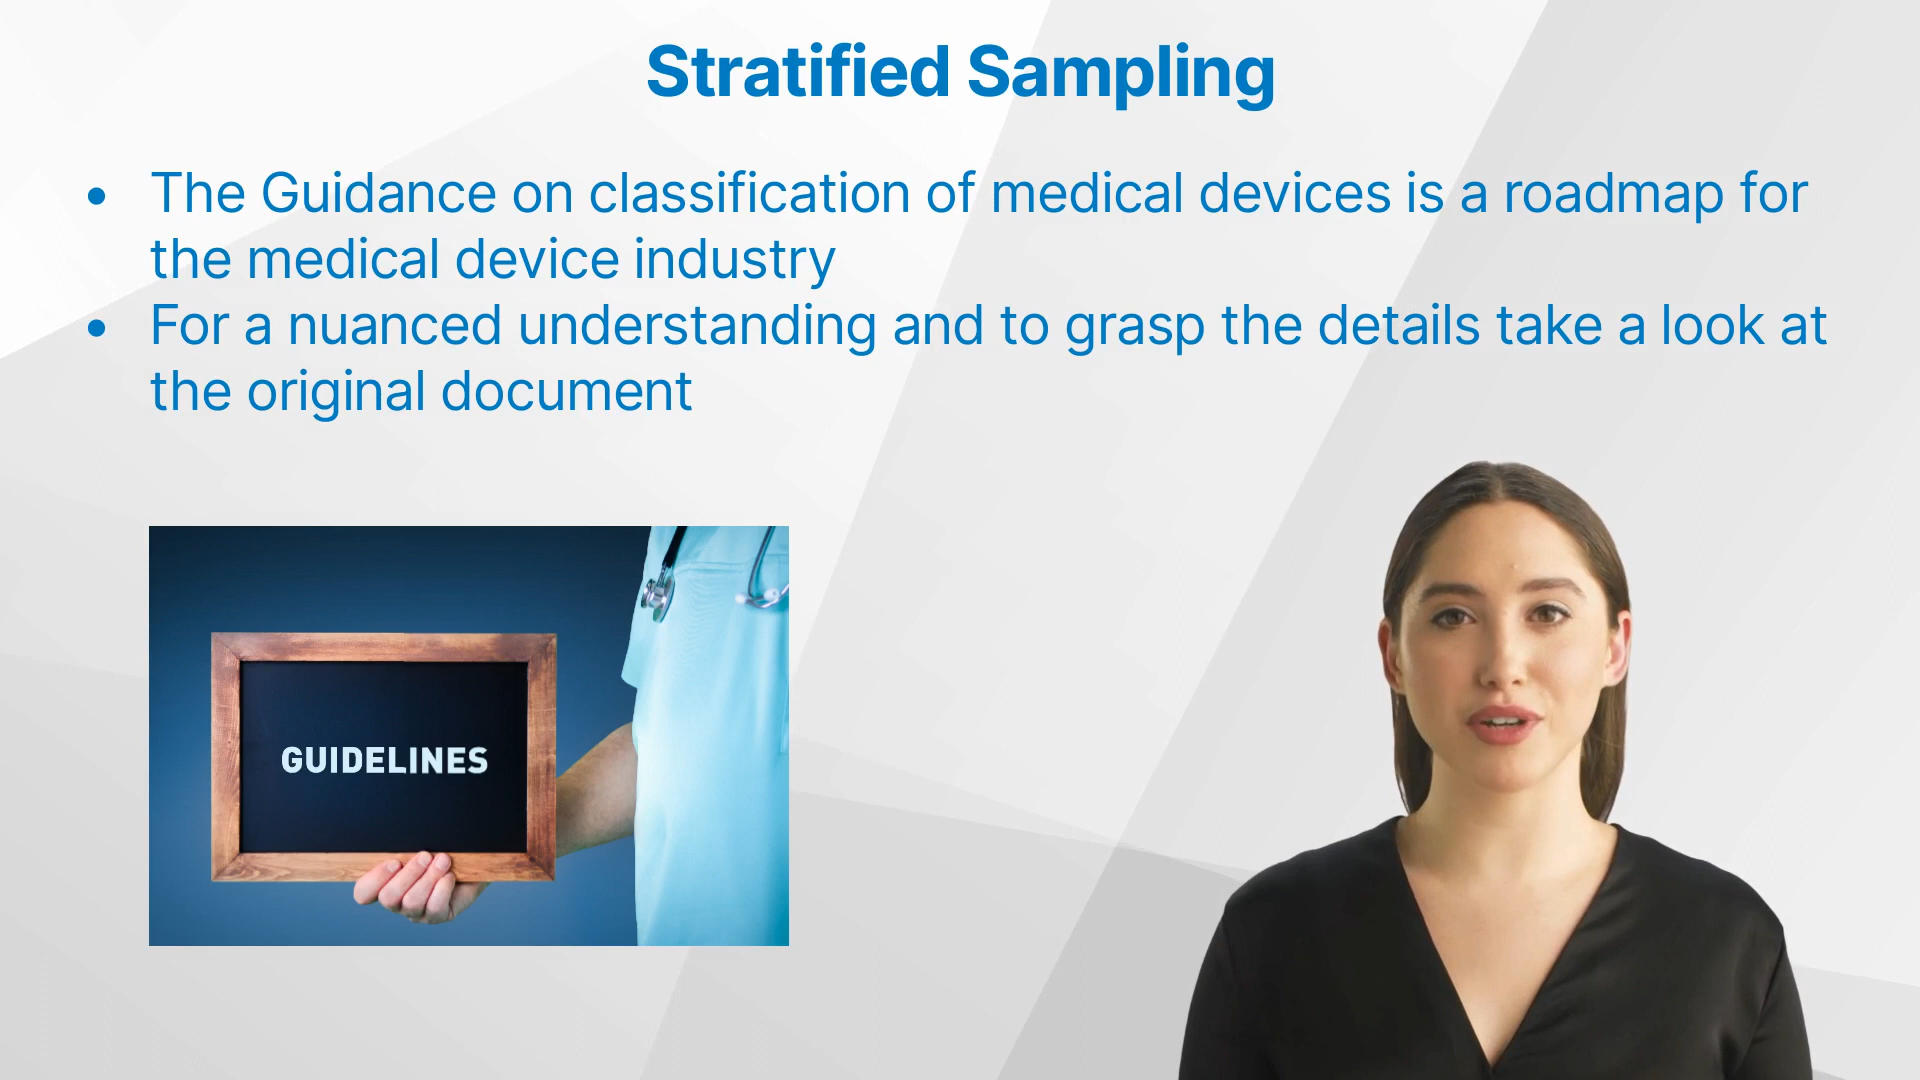 Stratified Sampling
• The Guidance on classification of medical devices is a roadmap for
the medical device industry
• For a nuanced understanding and to grasp the details take a look at
the original document
GUIDELINES